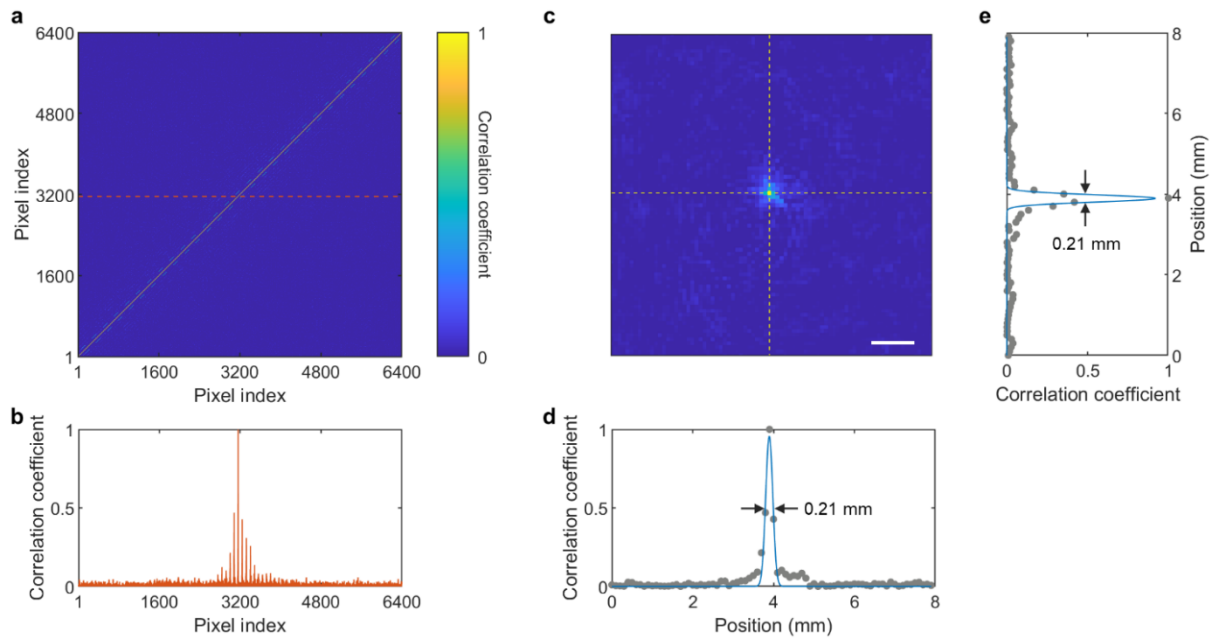 a
6400
4800
3200
1600
1
Pixel index
1
1600
3200
4800
6400
Pixel index
1
0
Correlation coefficient
b
1
0.5
0
Correlation coefficient
1
1600
3200
4800
6400
Pixel index
c
d
1
0.5
0
Correlation coefficient
0.21 mm
0
2
4
6
8
Position (mm)
e
8
6
4
2
0
Position (mm)
0.21 mm
0
0.5
1
Correlation coefficient